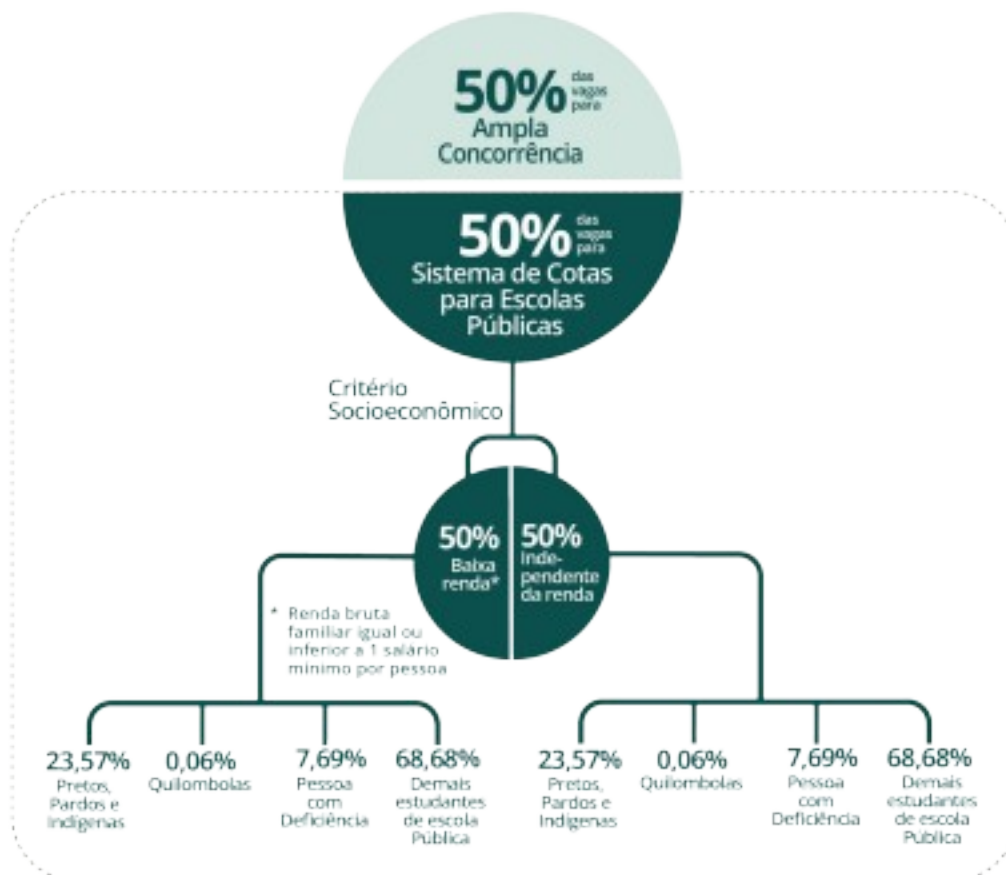 50% das
vagas
para
Ampla
Concorrência
50% das
vagas
para
Sistema de Cotas
para Escolas
Públicas
Critério
Socioeconômico
50%
Baixa
renda*
50%
Inde-
pendente
da renda
* Renda bruta
familiar igual ou
inferior a 1 salário
mínimo por pessoa
23,57%
Pretos,
Pardos e
Indígenas
0,06%
Quilombolas
7,69%
Pessoa
com
Deficiência
68,68%
Demais
estudantes
de escola
Pública
23,57%
Pretos,
Pardos e
Indígenas
0,06%
Quilombolas
7,69%
Pessoa
com
Deficiência
68,68%
Demais
estudantes
de escola
Pública